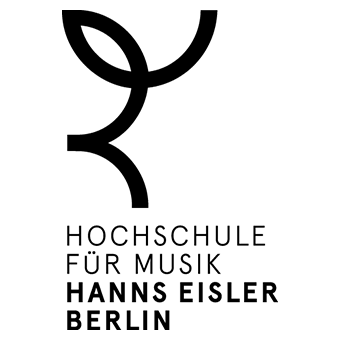 HOCHSCHULE
FÜR MUSIK
HANNS EISLER
BERLIN